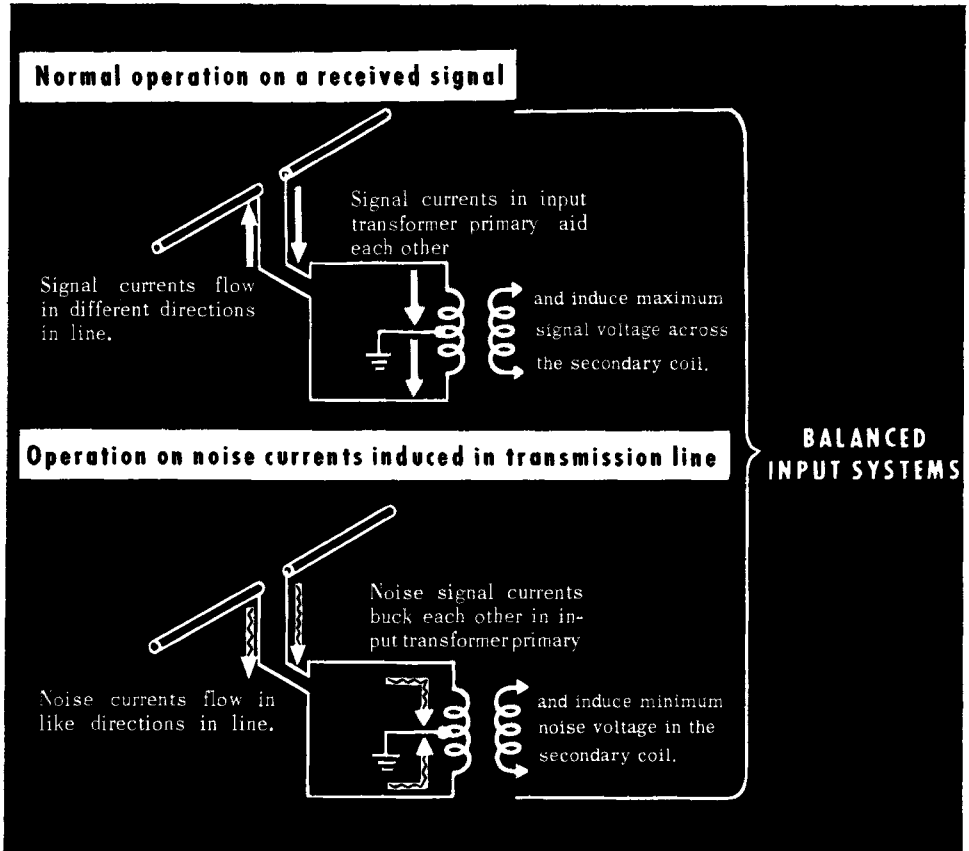 Normal operation on a received signal
Signal currents in input
transformer primary aid
each other
Signal currents flow
in different directions
in line.
and induce maximum
signal voltage across
the secondary coil.
Operation on noise currents induced in transmission line
BALANCED
INPUT SYSTEMS
Noise signal currents
buck each other in in-
put transformer primary
Noise currents flow in
like directions in line.
and induce minimum
noise voltage in the
secondary coil.